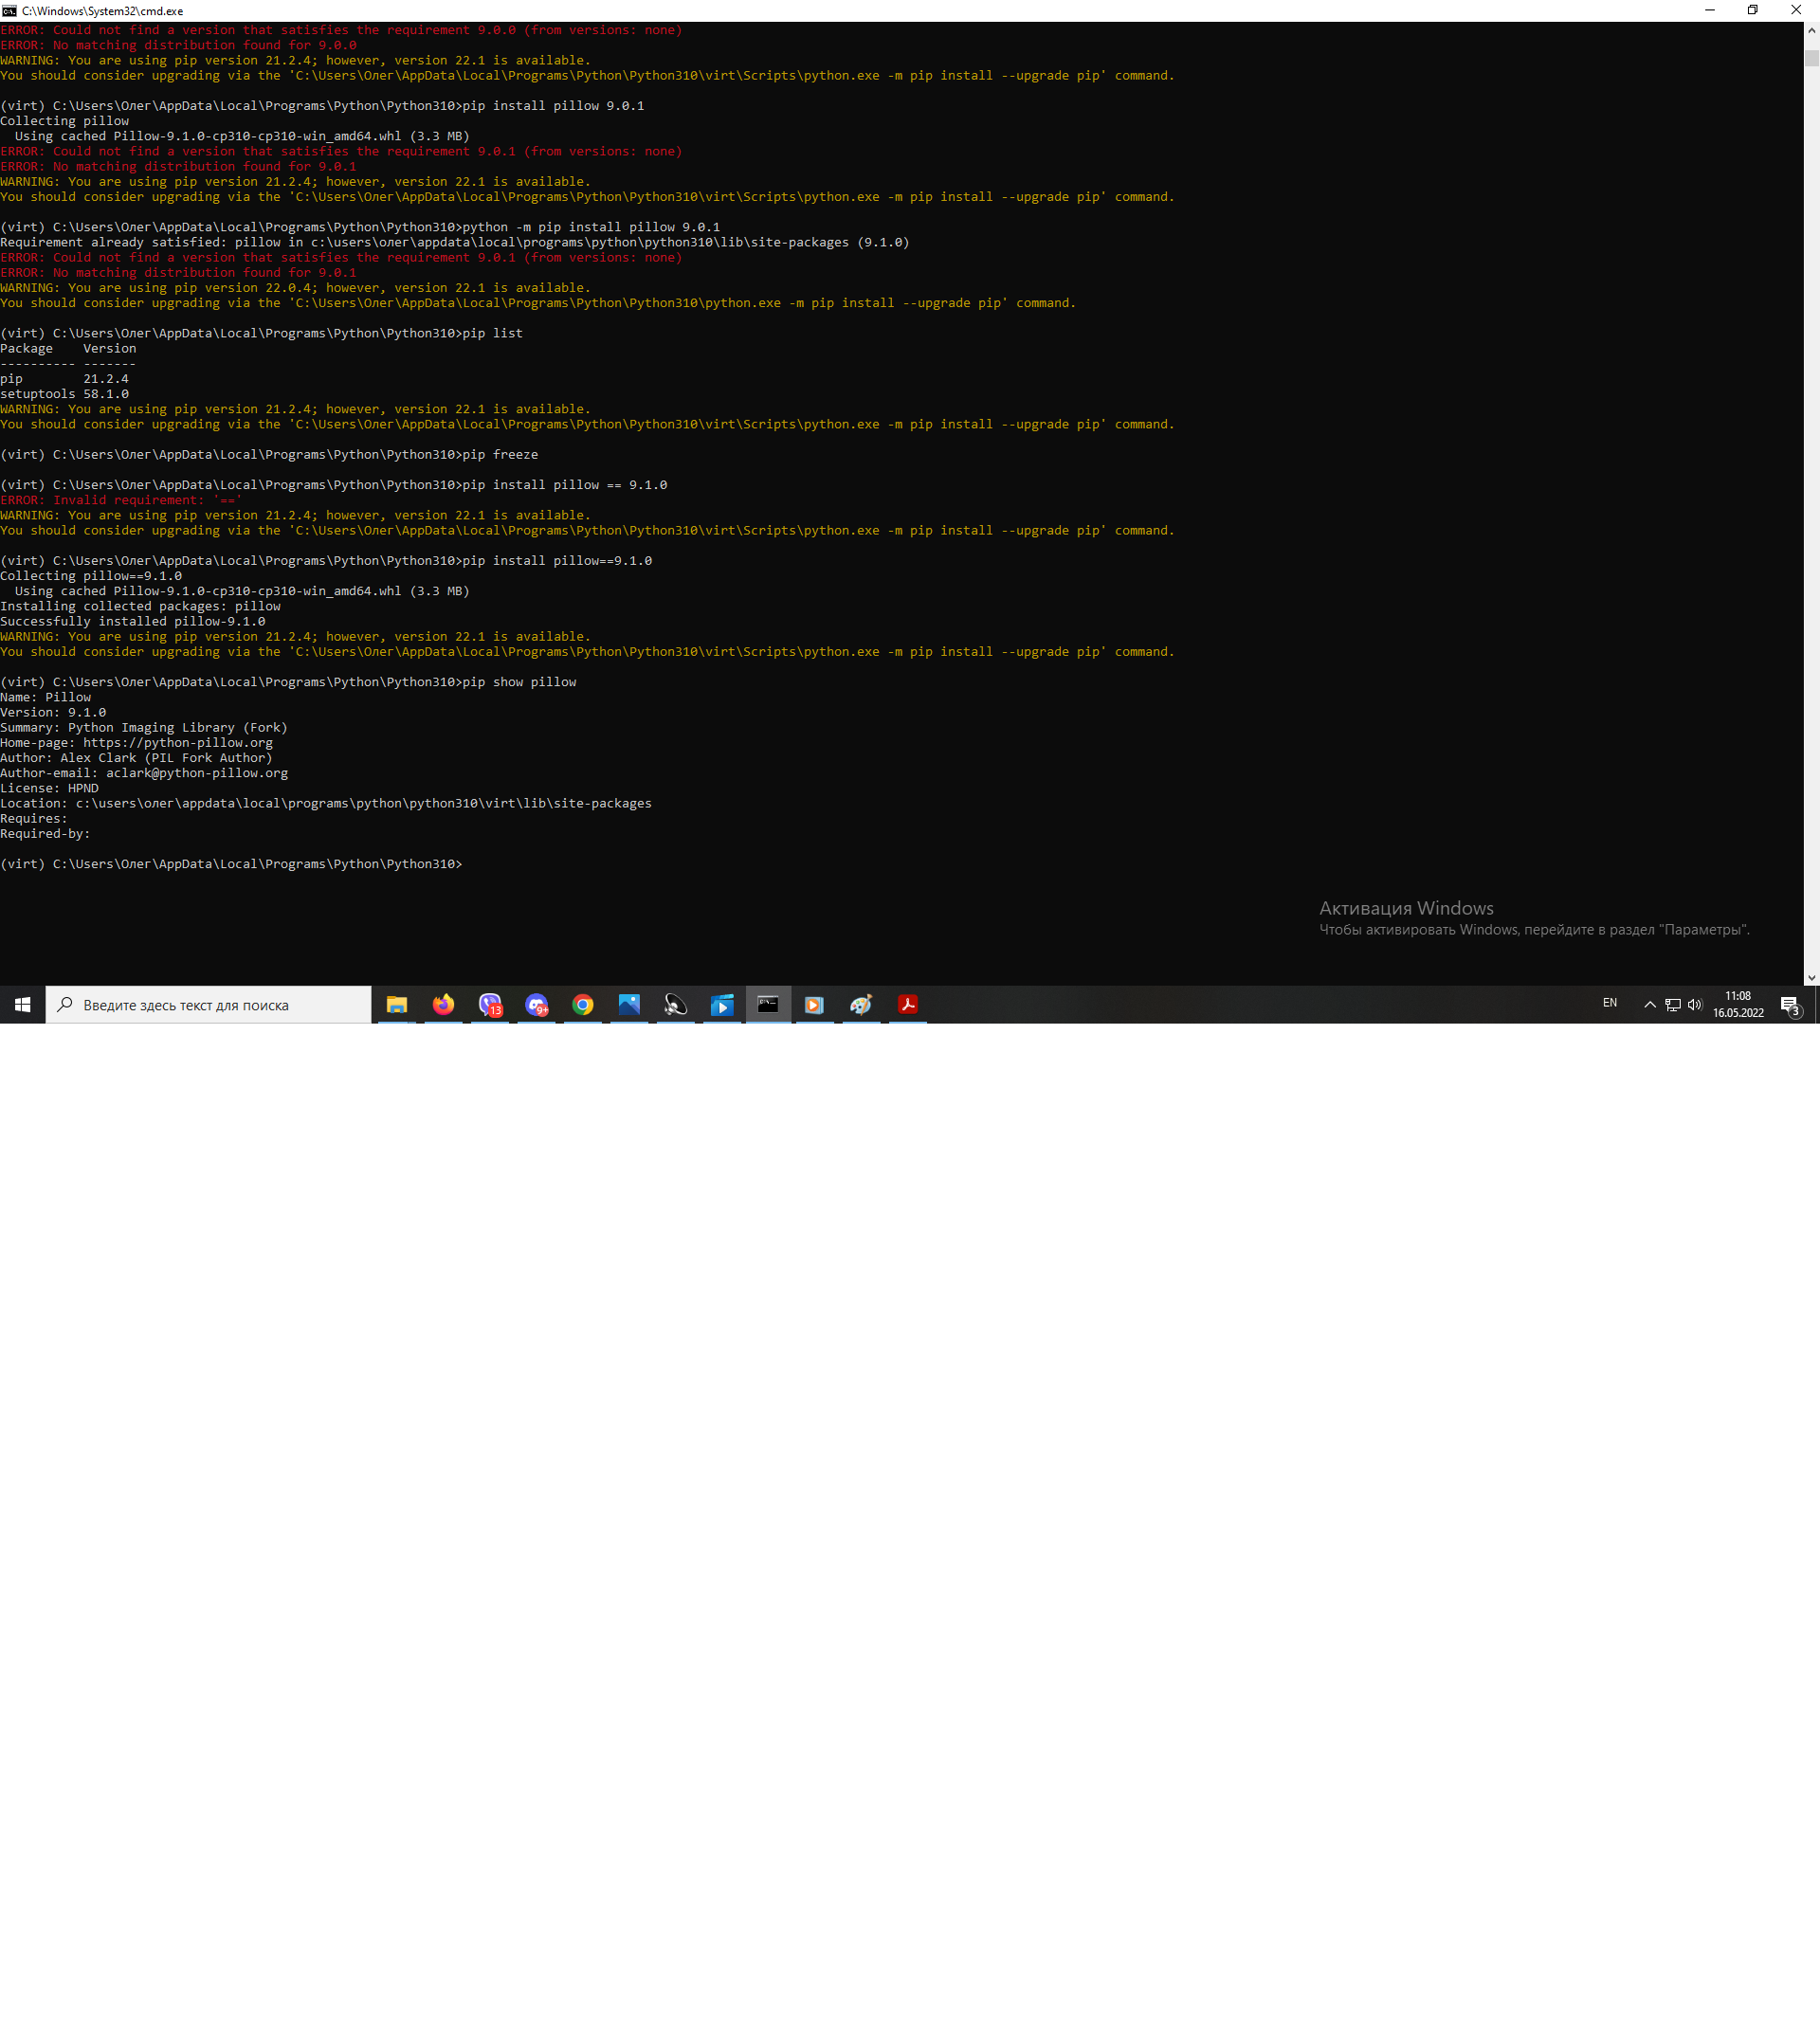 C:\Windows\System32\cmd.exe
ERROR: Could not find a version that satisfies the requirement 9.0.0 (from versions: none)
ERROR: No matching distribution found for 9.0.0
WARNING: You are using pip version 21.2.4; however, version 22.1 is available.
You should consider upgrading via the 'C:\Users\Олег\AppData\Local\Programs\Python\Python310\virt\Scripts\python.exe -m pip install --upgrade pip' command.
(virt) C:\Users\Олег\AppData\Local\Programs\Python\Python310>pip install pillow 9.0.1
Collecting pillow
Using cached Pillow-9.1.0-cp310-cp310-win_amd64.whl (3.3 MB)
ERROR: Could not find a version that satisfies the requirement 9.0.1 (from versions: none)
ERROR: No matching distribution found for 9.0.1
WARNING: You are using pip version 21.2.4; however, version 22.1 is available.
You should consider upgrading via the 'C:\Users\Олег\AppData\Local\Programs\Python\Python310\virt\Scripts\python.exe -m pip install --upgrade pip' command.
(virt) C:\Users\Олег\AppData\Local\Programs\Python\Python310>python -m pip install pillow 9.0.1
Requirement already satisfied: pillow in c:\users\олег\appdata\local\programs\python\python310\lib\site-packages (9.1.0)
ERROR: Could not find a version that satisfies the requirement 9.0.1 (from versions: none)
ERROR: No matching distribution found for 9.0.1
WARNING: You are using pip version 22.0.4; however, version 22.1 is available.
You should consider upgrading via the 'C:\Users\Олег\AppData\Local\Programs\Python\Python310\python.exe -m pip install --upgrade pip' command.
(virt) C:\Users\Олег\AppData\Local\Programs\Python\Python310>pip list
Package    Version
---------- -------
pip        21.2.4
setuptools 58.1.0
WARNING: You are using pip version 21.2.4; however, version 22.1 is available.
You should consider upgrading via the 'C:\Users\Олег\AppData\Local\Programs\Python\Python310\virt\Scripts\python.exe -m pip install --upgrade pip' command.
(virt) C:\Users\Олег\AppData\Local\Programs\Python\Python310>pip freeze
(virt) C:\Users\Олег\AppData\Local\Programs\Python\Python310>pip install pillow == 9.1.0
ERROR: Invalid requirement: '=='
WARNING: You are using pip version 21.2.4; however, version 22.1 is available.
You should consider upgrading via the 'C:\Users\Олег\AppData\Local\Programs\Python\Python310\virt\Scripts\python.exe -m pip install --upgrade pip' command.
(virt) C:\Users\Олег\AppData\Local\Programs\Python\Python310>pip install pillow==9.1.0
Collecting pillow==9.1.0
Using cached Pillow-9.1.0-cp310-cp310-win_amd64.whl (3.3 MB)
Installing collected packages: pillow
Successfully installed pillow-9.1.0
WARNING: You are using pip version 21.2.4; however, version 22.1 is available.
You should consider upgrading via the 'C:\Users\Олег\AppData\Local\Programs\Python\Python310\virt\Scripts\python.exe -m pip install --upgrade pip' command.
(virt) C:\Users\Олег\AppData\Local\Programs\Python\Python310>pip show pillow
Name: Pillow
Version: 9.1.0
Summary: Python Imaging Library (Fork)
Home-page: https://python-pillow.org
Author: Alex Clark (PIL Fork Author)
Author-email: aclark@python-pillow.org
License: HPND
Location: c:\users\олег\appdata\local\programs\python\python310\virt\lib\site-packages
Requires:
Required-by:
(virt) C:\Users\Олег\AppData\Local\Programs\Python\Python310>
Активация Windows
Чтобы активировать Windows, перейдите в раздел "Параметры".
Введите здесь текст для поиска
13
9+
EN
11:08
16.05.2022
3